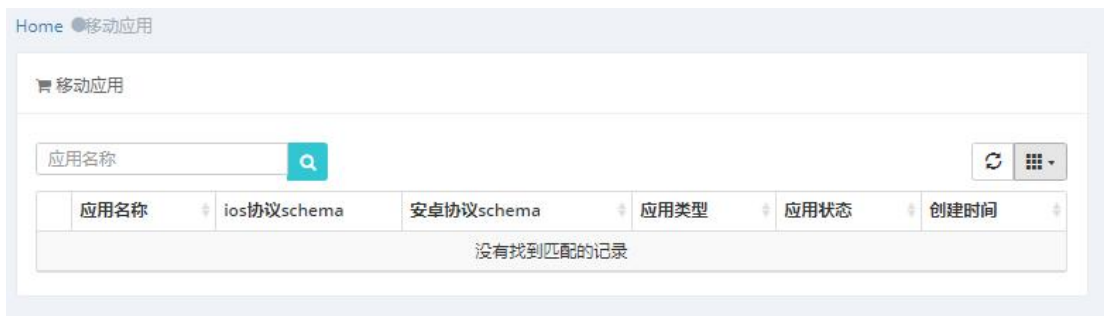 Home 移动应用
移动应用
应用名称
应用名称 ios协议schema 安卓协议schema 应用类型 应用状态 创建时间
没有找到匹配的记录